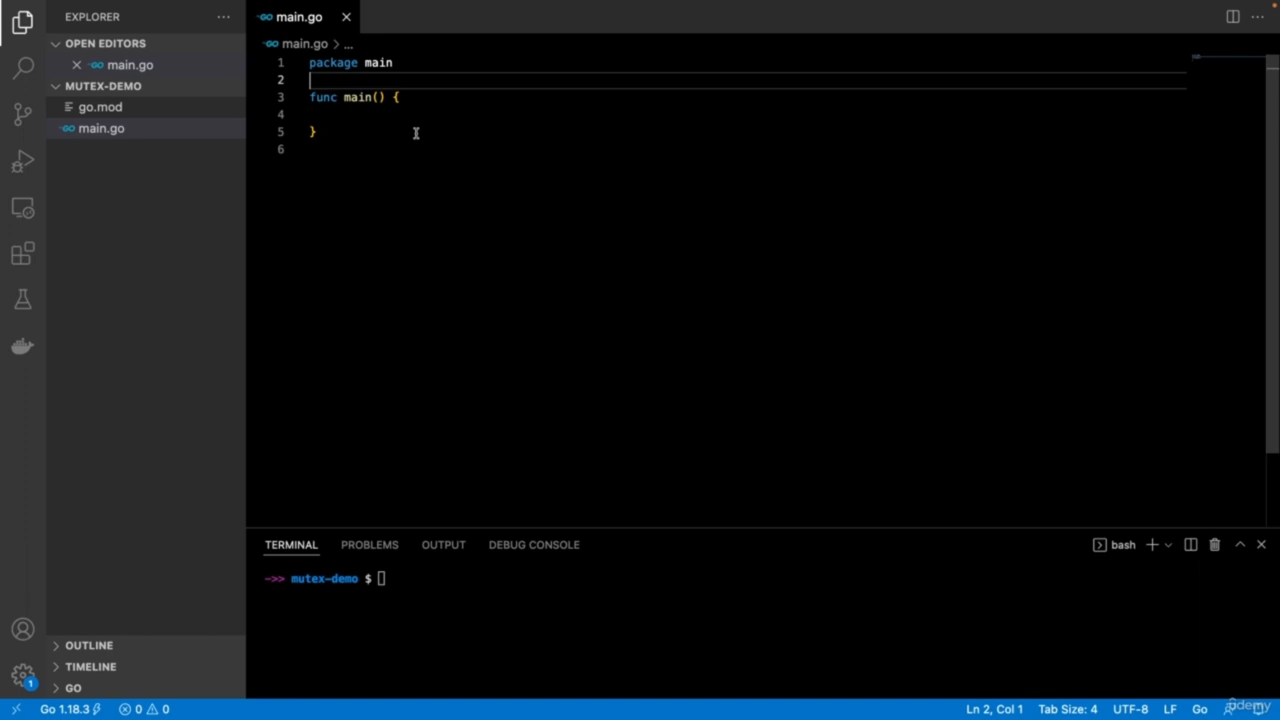 EXPLORER
OPEN EDITORS
main.go
MUTEX-DEMO
go.mod
main.go
OUTLINE
TIMELINE
GO
main.go
main.go > ...
1 package main
2
3 func main() {
4
5 }
6
TERMINAL PROBLEMS OUTPUT DEBUG CONSOLE
bash
->> mutex-demo $
1
Go 1.18.3 0 0 Ln 2, Col 1 Tab Size: 4 UTF-8 LF Go
udemy